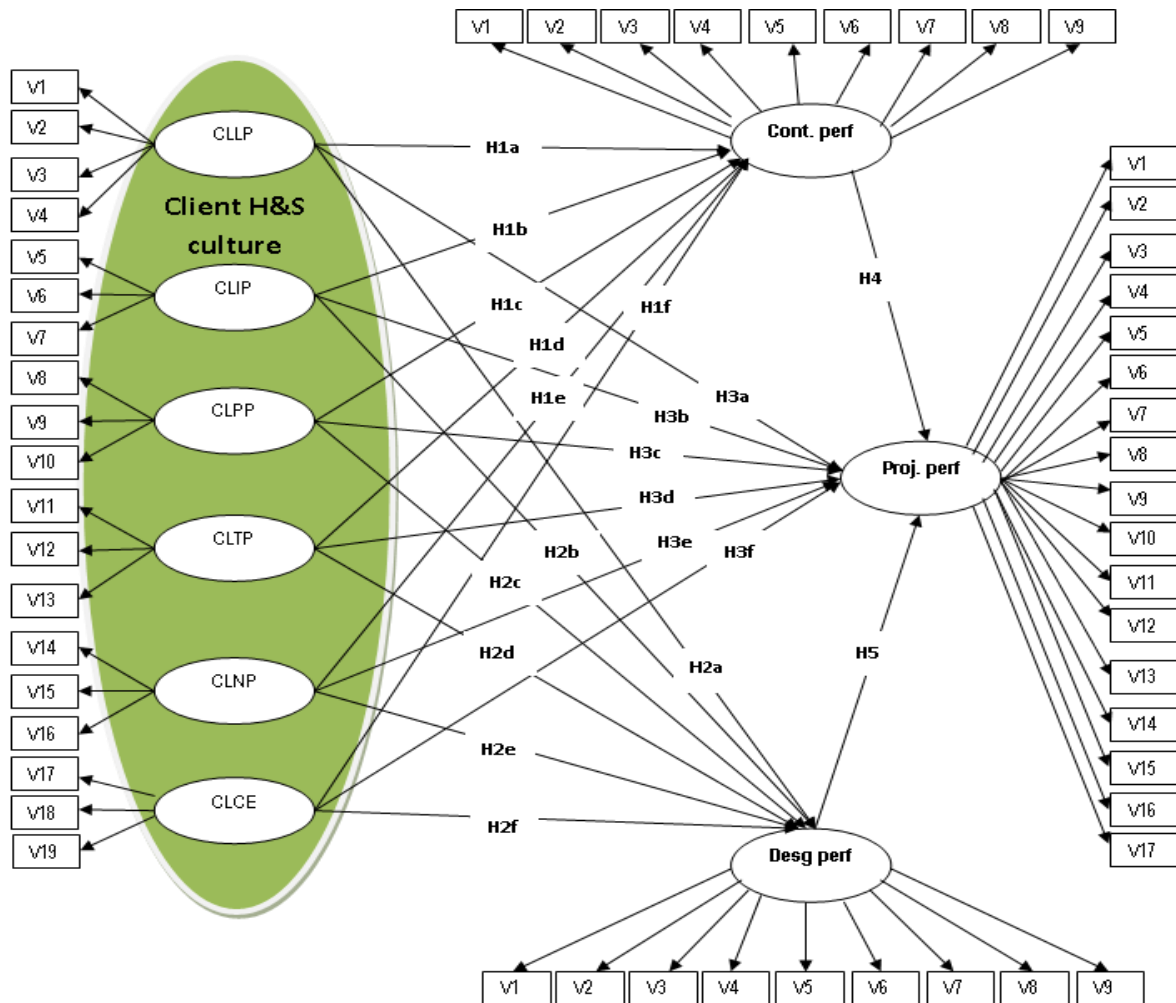 V1
V2
V3
V4
V5
V6
V7
V8
V9
Cont. perf
V1
V2
V3
V4
V5
V6
V7
V8
V9
V10
V11
V12
V13
V14
V15
V16
V17
V18
V19
CLLP
Client H&S
culture
CLIP
CLPP
CLTP
CLNP
CLCE
H1a
H1b
H1c
H1d
H1e
H1f
H3a
H3b
H3c
H3d
H3e
H3f
H2b
H2c
H2d
H2a
H2e
H2f
H4
Proj. perf
H5
Desg perf
V1
V2
V3
V4
V5
V6
V7
V8
V9
V10
V11
V12
V13
V14
V15
V16
V17
V1
V2
V3
V4
V5
V6
V7
V8
V9